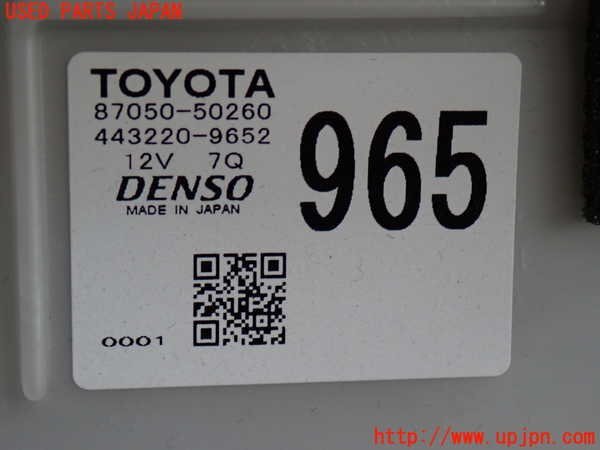 USED PARTS JAPAN
TOYOTA
87050-50260
443220-9652
12V 7Q
DENSO
MADE IN JAPAN
965
0001
http://www.upjpn.com/